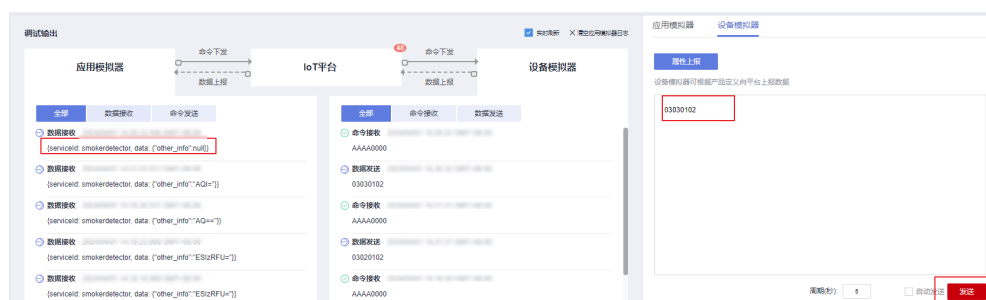 调试输出
实时刷新
清空应用模拟器日志
应用模拟器
命令下发
数据上报
IoT平台
48
命令下发
数据上报
设备模拟器
全部 数据接收 命令发送
数据接收
{serviceId: smokerdetector, data: {"other_info":null}}
数据接收
{serviceId: smokerdetector, data: {"other_info":"AQI="}}
数据接收
{serviceId: smokerdetector, data: {"other_info":"AQ=="}}
数据接收
{serviceId: smokerdetector, data: {"other_info":"ESIzRFU="}}
数据接收
{serviceId: smokerdetector, data: {"other_info":"ESIzRFU="}}
全部 命令接收 数据发送
命令接收
AAAA0000
数据发送
03030102
命令接收
AAAA0000
数据发送
03020102
命令接收
AAAA0000
应用模拟器 设备模拟器
属性上报
设备模拟器可根据产品定义向平台上报数据
03030102
周期(秒): 5 自动发送 发送